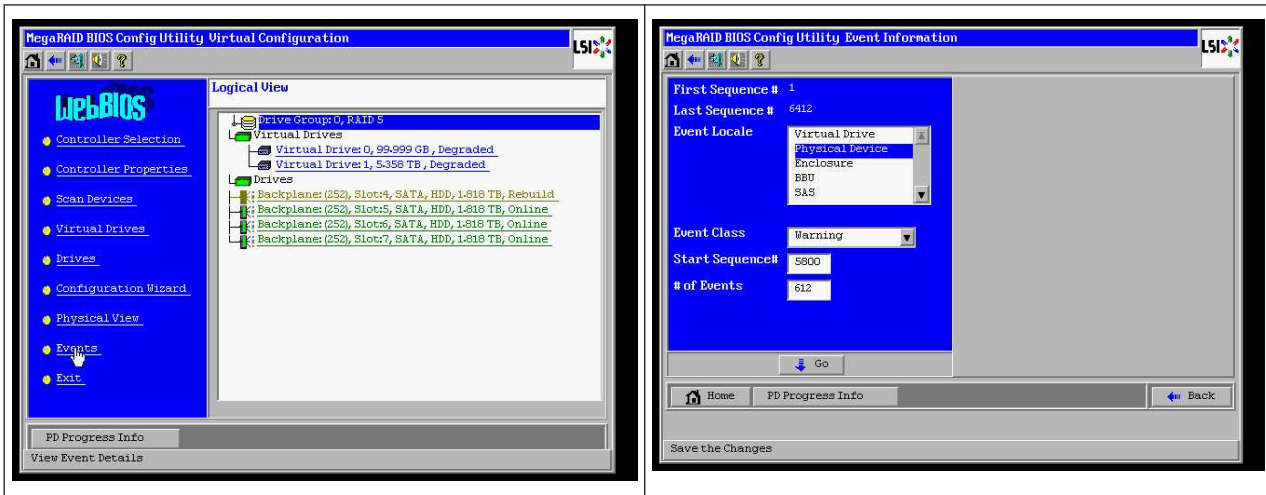 MegaRAID BIOS Config Utility Virtual Configuration
LSI
WebBIOS
Controller Selection
Controller Properties
Scan Devices
Virtual Drives
Drives
Configuration Wizard
Physical View
Events
Exit
Logical View
Drive Group: 0, RAID 5
Virtual Drives
Virtual Drive: 0, 99.999 GB, Degraded
Virtual Drive: 1, 5.358 TB, Degraded
Drives
Backplane: (252), Slot:4, SATA, HDD, 1.818 TB, Rebuild
Backplane: (252), Slot:5, SATA, HDD, 1.818 TB, Online
Backplane: (252), Slot:6, SATA, HDD, 1.818 TB, Online
Backplane: (252), Slot:7, SATA, HDD, 1.818 TB, Online
PD Progress Info
View Event Details
MegaRAID BIOS Config Utility Event Information
LSI
First Sequence # 1
Last Sequence # 6412
Event Locale
Virtual Drive
Physical Device
Enclosure
BBU
SAS
Event Class Warning
Start Sequence# 5800
# of Events 612
Go
Home PD Progress Info Back
Save the Changes